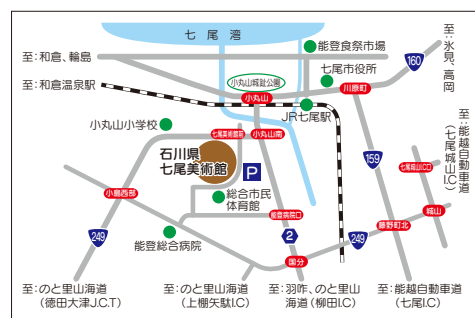 七尾湾
能登食祭市場
至:氷見、高岡
至:和倉、輪島
160
小丸山城址公園
七尾市役所
至:和倉温泉駅
小丸山
川原町
JR七尾駅
小丸山小学校
七尾美術館前
小丸山南
至:能越自動車道
(七尾城山I.C)
石川県
七尾美術館
P
159
七尾城山IC口
小島西部
総合市民
体育館
能登病院口
城山
藤野町北
249
能登総合病院
2
249
国分
至:のと里山海道
(徳田大津J.C.T)
至:のと里山海道
(上棚矢駄I.C)
至:羽咋、のと里山
海道(柳田I.C)
至:能越自動車道
(七尾I.C)